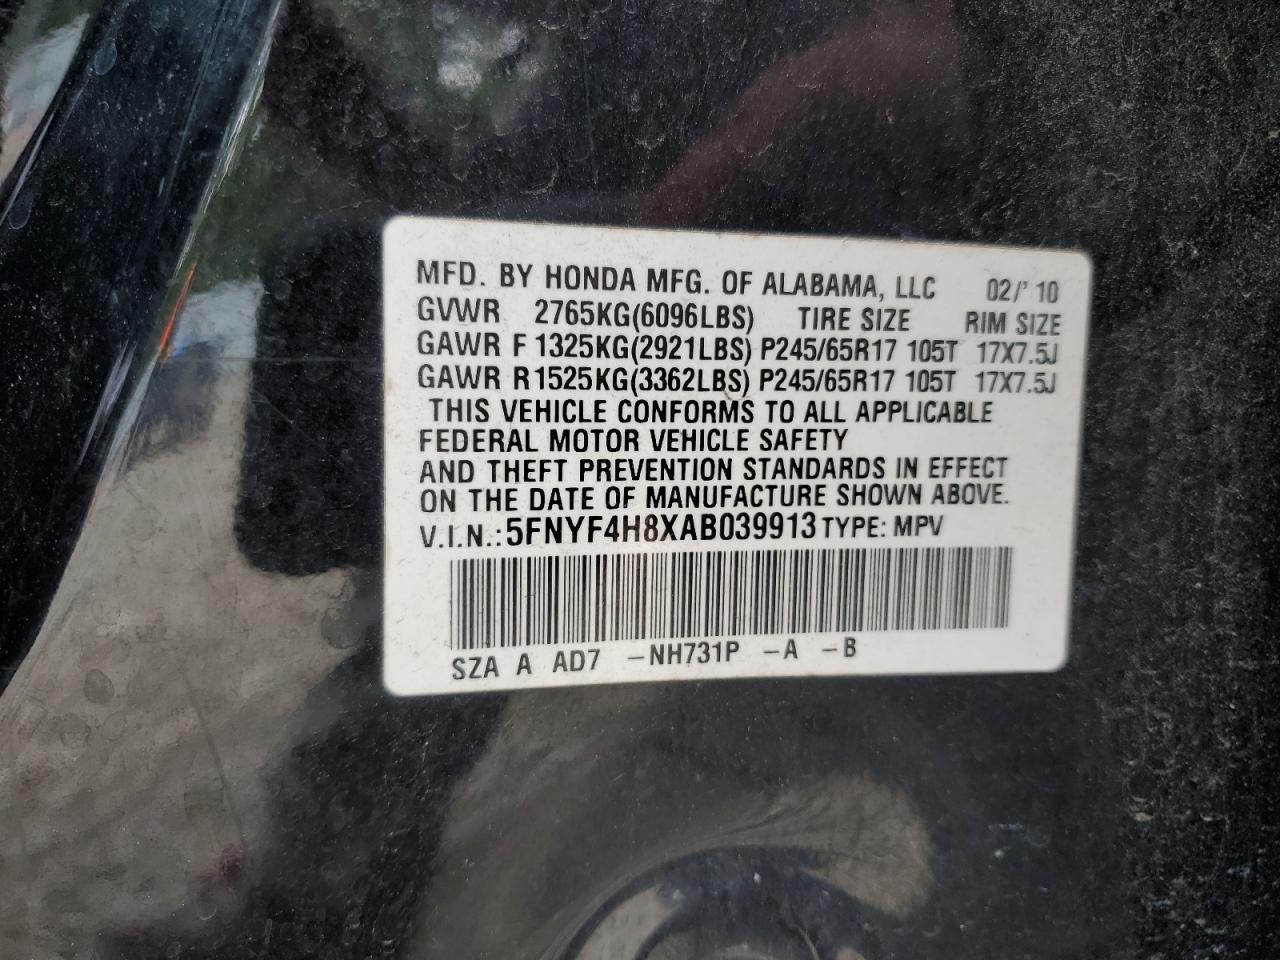 MFD. BY HONDA MFG. OF ALABAMA, LLC 02/'10
GVWR 2765KG(6096LBS) TIRE SIZE RIM SIZE
GAWR F 1325KG(2921LBS) P245/65R17 105T 17X7.5J
GAWR R 1525KG(3362LBS) P245/65R17 105T 17X7.5J
THIS VEHICLE CONFORMS TO ALL APPLICABLE
FEDERAL MOTOR VEHICLE SAFETY
AND THEFT PREVENTION STANDARDS IN EFFECT
ON THE DATE OF MANUFACTURE SHOWN ABOVE.
V.I.N.: 5FNYF4H8XAB039913 TYPE: MPV
SZA A AD7 -NH731P -A -B